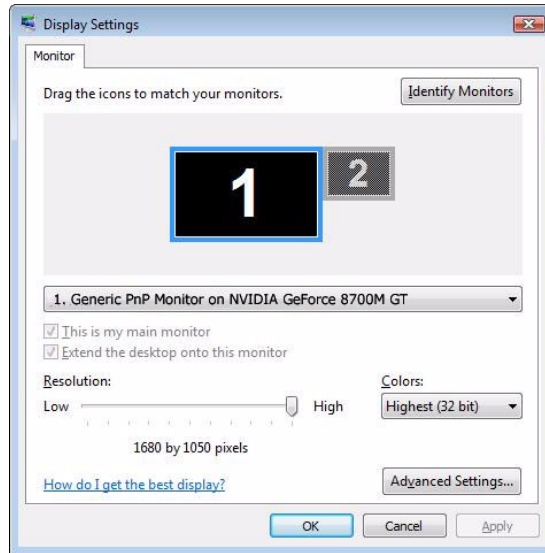 Display Settings
Monitor
Drag the icons to match your monitors.
Identify Monitors
1
2
1. Generic PnP Monitor on NVIDIA GeForce 8700M GT
This is my main monitor
Extend the desktop onto this monitor
Resolution:
Colors:
Low
High
Highest (32 bit)
1680 by 1050 pixels
How do I get the best display?
Advanced Settings...
OK
Cancel
Apply